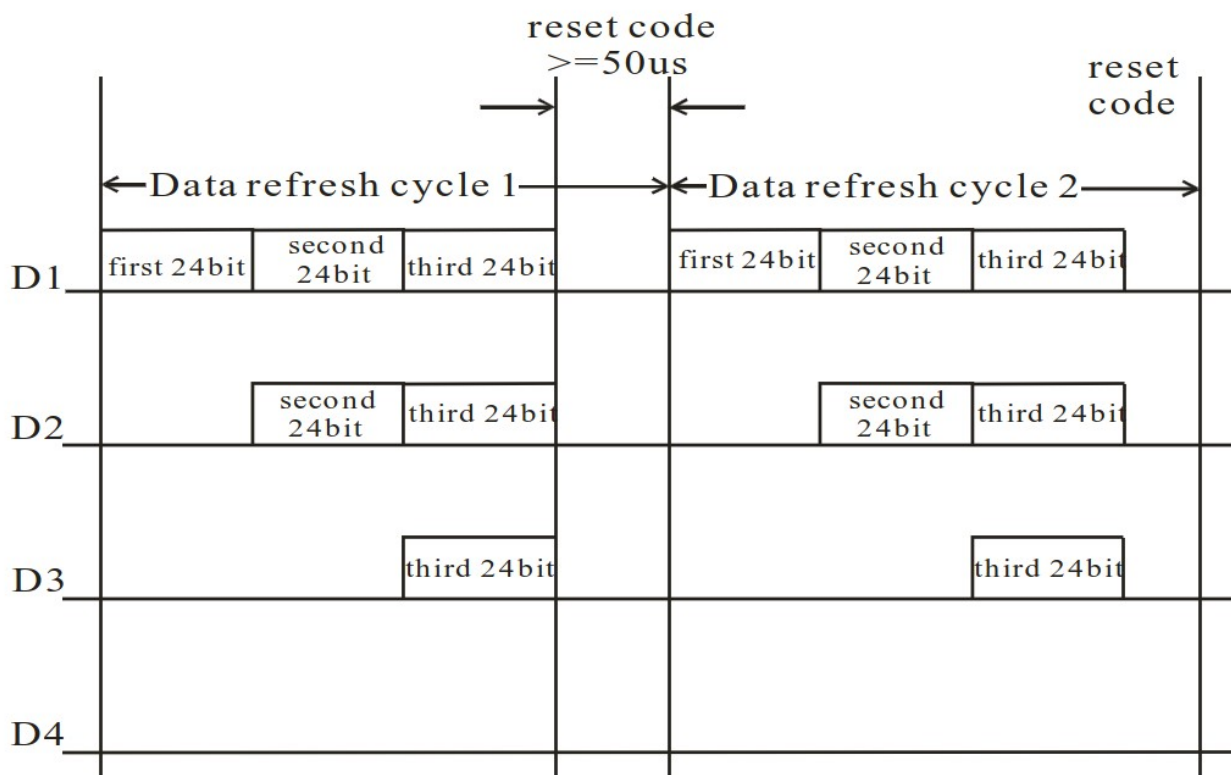 reset code
>=50us
reset
code
Data refresh cycle 1
Data refresh cycle 2
D1
first 24bit
second
24bit
third 24bit
first 24bit
second
24bit
third 24bit
D2
second
24bit
third 24bit
second
24bit
third 24bit
D3
third 24bit
third 24bit
D4